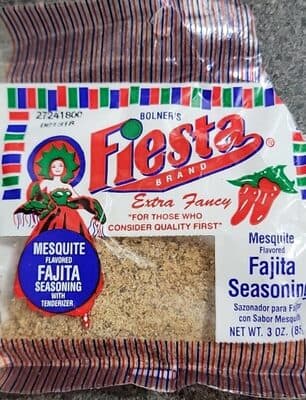 27241800
BOLNER'S
Fiesta®
BRAND
Extra Fancy
"FOR THOSE WHO
CONSIDER QUALITY FIRST"
MESQUITE
FLAVORED
FAJITA
SEASONING
WITH
TENDERIZER
Mesquite
Flavored
Fajita
Seasoning
Sazonador para
con Sabor
NET WT. 3 OZ.